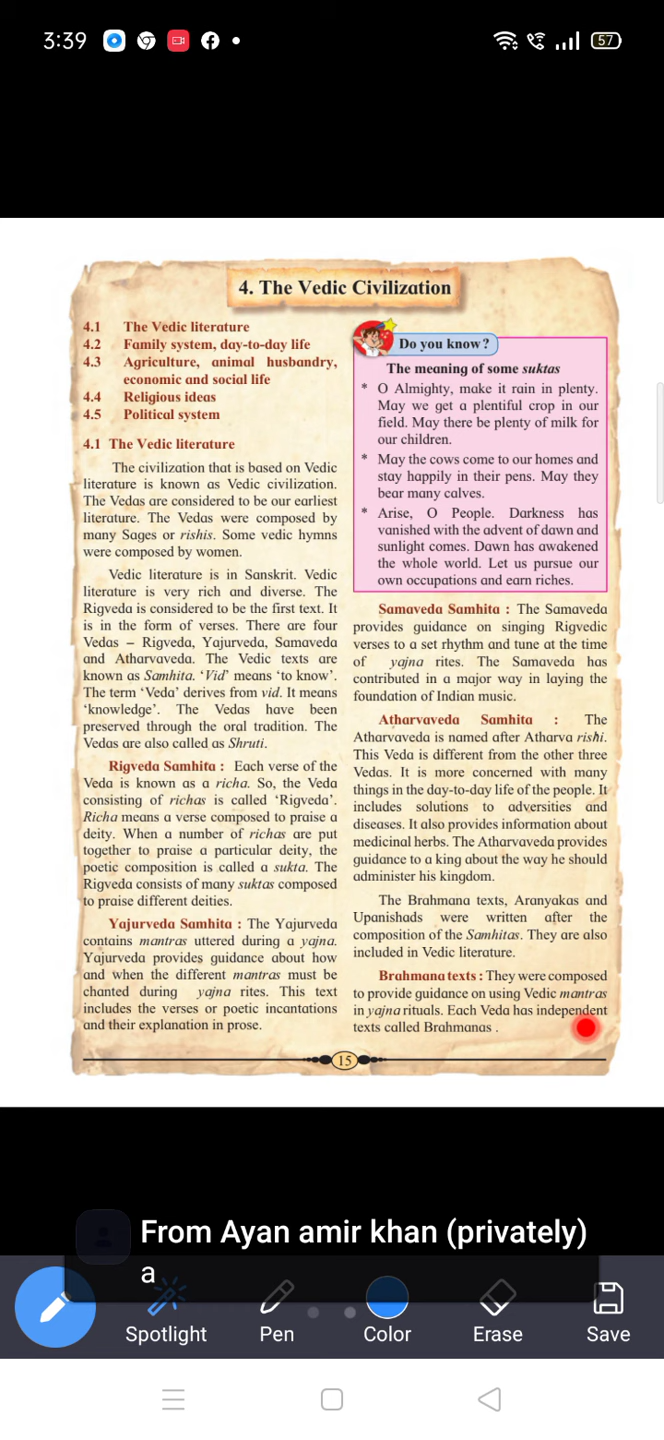 3:39
57
4. The Vedic Civilization
4.1 The Vedic literature
4.2 Family system, day-to-day life
4.3 Agriculture, animal husbandry,
economic and social life
4.4 Religious ideas
4.5 Political system
4.1 The Vedic literature
The civilization that is based on Vedic
literature is known as Vedic civilization.
The Vedas are considered to be our earliest
literature. The Vedas were composed by
many Sages or rishis. Some vedic hymns
were composed by women.
Vedic literature is in Sanskrit. Vedic
literature is very rich and diverse. The
Rigveda is considered to be the first text. It
is in the form of verses. There are four
Vedas – Rigveda, Yajurveda, Samaveda
and Atharvaveda. The Vedic texts are
known as Samhita. ‘Vid’ means ‘to know’.
The term ‘Veda’ derives from vid. It means
‘knowledge’. The Vedas have been
preserved through the oral tradition. The
Vedas are also called as Shruti.
Rigveda Samhita : Each verse of the
Veda is known as a richa. So, the Veda
consisting of richas is called ‘Rigveda’.
Richa means a verse composed to praise a
deity. When a number of richas are put
together to praise a particular deity, the
poetic composition is called a sukta. The
Rigveda consists of many suktas composed
to praise different deities.
Yajurveda Samhita : The Yajurveda
contains mantras uttered during a yajna.
Yajurveda provides guidance about how
and when the different mantras must be
chanted during yajna rites. This text
includes the verses or poetic incantations
and their explanation in prose.
Do you know ?
The meaning of some suktas
* O Almighty, make it rain in plenty.
May we get a plentiful crop in our
field. May there be plenty of milk for
our children.
* May the cows come to our homes and
stay happily in their pens. May they
bear many calves.
* Arise, O People. Darkness has
vanished with the advent of dawn and
sunlight comes. Dawn has awakened
the whole world. Let us pursue our
own occupations and earn riches.
Samaveda Samhita : The Samaveda
provides guidance on singing Rigvedic
verses to a set rhythm and tune at the time
of yajna rites. The Samaveda has
contributed in a major way in laying the
foundation of Indian music.
Atharvaveda Samhita : The
Atharvaveda is named after Atharva rishi.
This Veda is different from the other three
Vedas. It is more concerned with many
things in the day-to-day life of the people. It
includes solutions to adversities and
diseases. It also provides information about
medicinal herbs. The Atharvaveda provides
guidance to a king about the way he should
administer his kingdom.
The Brahmana texts, Aranyakas and
Upanishads were written after the
composition of the Samhitas. They are also
included in Vedic literature.
Brahmana texts : They were composed
to provide guidance on using Vedic mantras
in yajna rituals. Each Veda has independent
texts called Brahmanas .
15
From Ayan amir khan (privately)
a
Spotlight Pen Color Erase Save